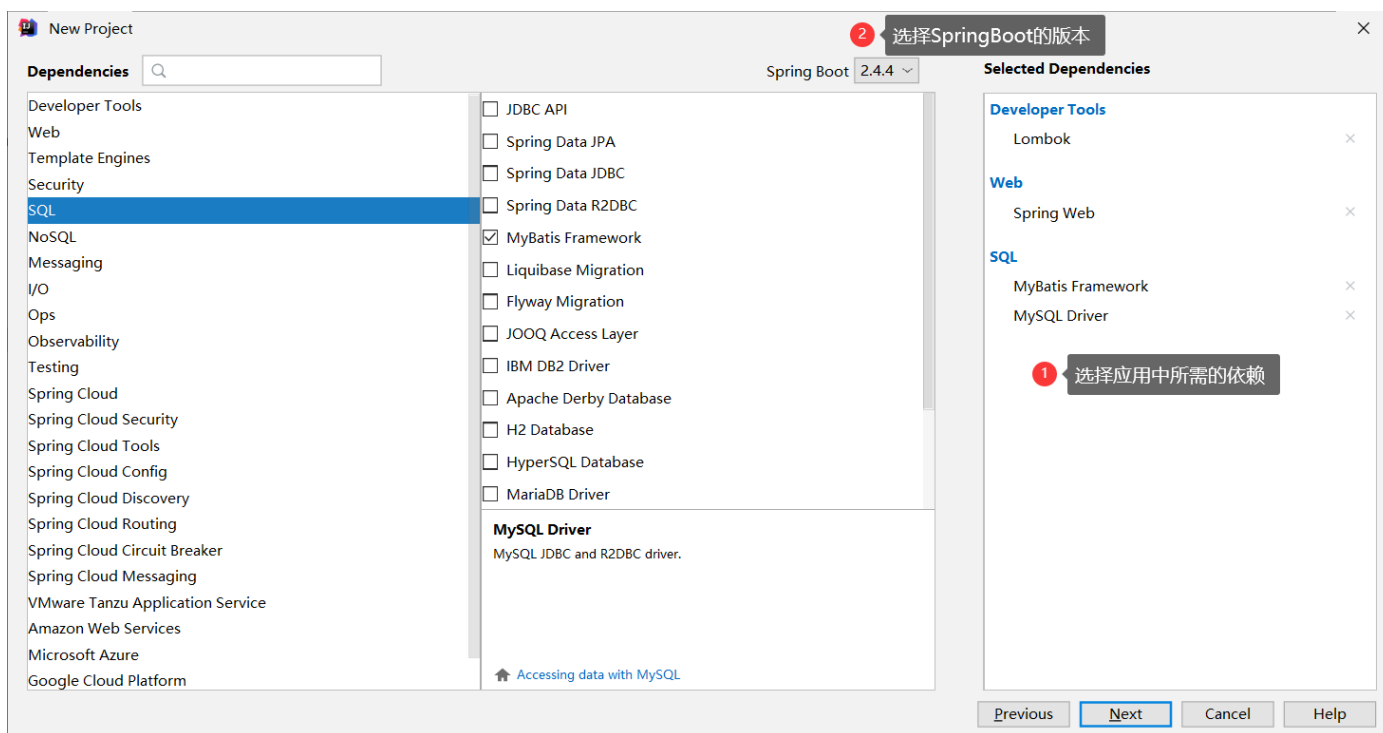 New Project
2 选择SpringBoot的版本
Dependencies
Spring Boot 2.4.4
Selected Dependencies
Developer Tools
Web
Template Engines
Security
SQL
NoSQL
Messaging
I/O
Ops
Observability
Testing
Spring Cloud
Spring Cloud Security
Spring Cloud Tools
Spring Cloud Config
Spring Cloud Discovery
Spring Cloud Routing
Spring Cloud Circuit Breaker
Spring Cloud Messaging
VMware Tanzu Application Service
Amazon Web Services
Microsoft Azure
Google Cloud Platform
JDBC API
Spring Data JPA
Spring Data JDBC
Spring Data R2DBC
MyBatis Framework
Liquibase Migration
Flyway Migration
JOOQ Access Layer
IBM DB2 Driver
Apache Derby Database
H2 Database
HyperSQL Database
MariaDB Driver
MySQL Driver
MySQL JDBC and R2DBC driver.
Accessing data with MySQL
Developer Tools
Lombok
Web
Spring Web
SQL
MyBatis Framework
MySQL Driver
1 选择应用中所需的依赖
Previous
Next
Cancel
Help